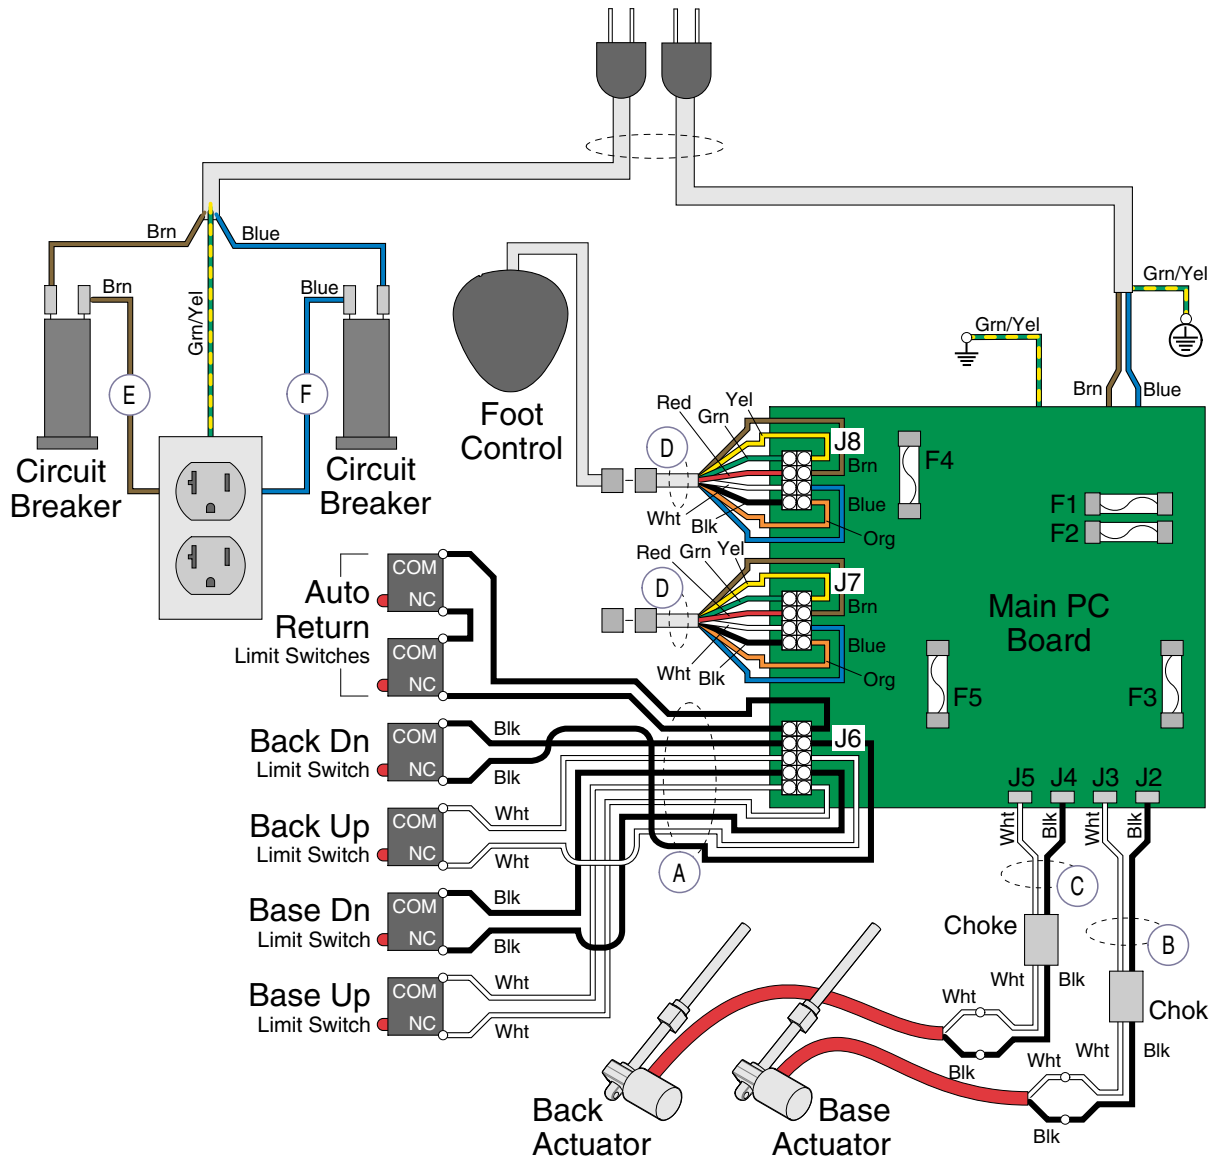 Brn
Blue
Brn
Blue
Grn/Yel
E
F
Circuit
Breaker
Circuit
Breaker
Foot
Control
Grn/Yel
Grn/Yel
Brn
Blue
Red
Grn
Yel
D
J8
Brn
Blue
Org
Wht
Blk
F4
F1
F2
Red
Grn
Yel
D
J7
Brn
Blue
Org
Wht
Blk
Main PC
Board
F5
F3
Auto
Return
Limit Switches
COM
NC
COM
NC
Back Dn
Limit Switch
COM
NC
Blk
Blk
J6
Back Up
Limit Switch
COM
NC
Wht
Wht
A
Base Dn
Limit Switch
COM
NC
Blk
Blk
Base Up
Limit Switch
COM
NC
Wht
Wht
J5
J4
J3
J2
Wht
Blk
Wht
Blk
C
B
Choke
Wht
Blk
Chok
Wht
Blk
Wht
Blk
Wht
Blk
Back
Actuator
Base
Actuator